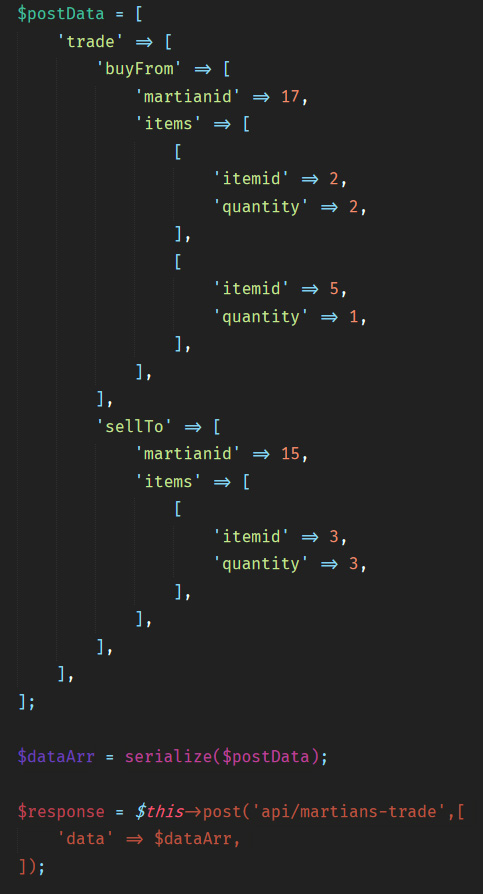 $postData = [
    'trade' => [
        'buyFrom' => [
            'martianid' => 17,
            'items' => [
                [
                    'itemid' => 2,
                    'quantity' => 2,
                ],
                [
                    'itemid' => 5,
                    'quantity' => 1,
                ],
            ],
        ],
        'sellTo' => [
            'martianid' => 15,
            'items' => [
                [
                    'itemid' => 3,
                    'quantity' => 3,
                ],
            ],
        ],
    ],
];
$dataArr = serialize($postData);
$response = $this->post('api/martians-trade',[
    'data' => $dataArr,
]);